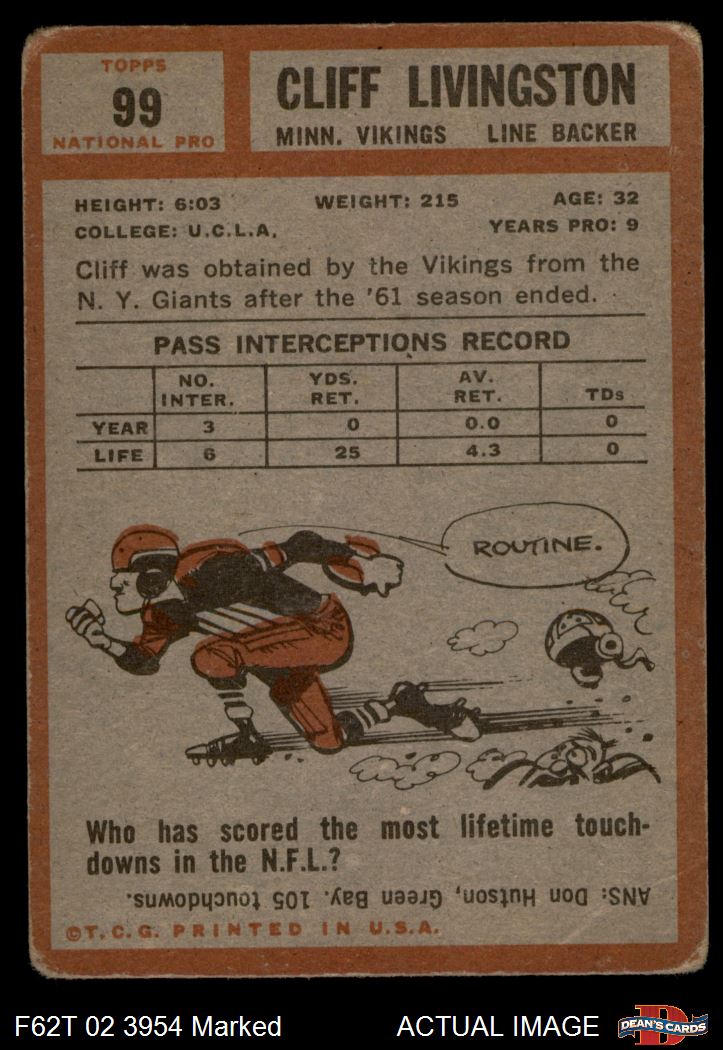 TOPPS
99
NATIONAL PRO
CLIFF LIVINGSTON
MINN. VIKINGS LINE BACKER
HEIGHT: 6:03 WEIGHT: 215 AGE: 32
COLLEGE: U.C.L.A. YEARS PRO: 9
Cliff was obtained by the Vikings from the
N. Y. Giants after the '61 season ended.
PASS INTERCEPTIONS RECORD
NO. INTER. YDS. RET. AV. RET. TDs
YEAR 3 0 0.0 0
LIFE 6 25 4.3 0
ROUTINE.
Who has scored the most lifetime touch-
downs in the N.F.L.?
ANS: Don Hutson, Green Bay. 105 touchdowns.
©T.C.G. PRINTED IN U.S.A.
F62T 02 3954 Marked ACTUAL IMAGE D DEAN'S CARDS